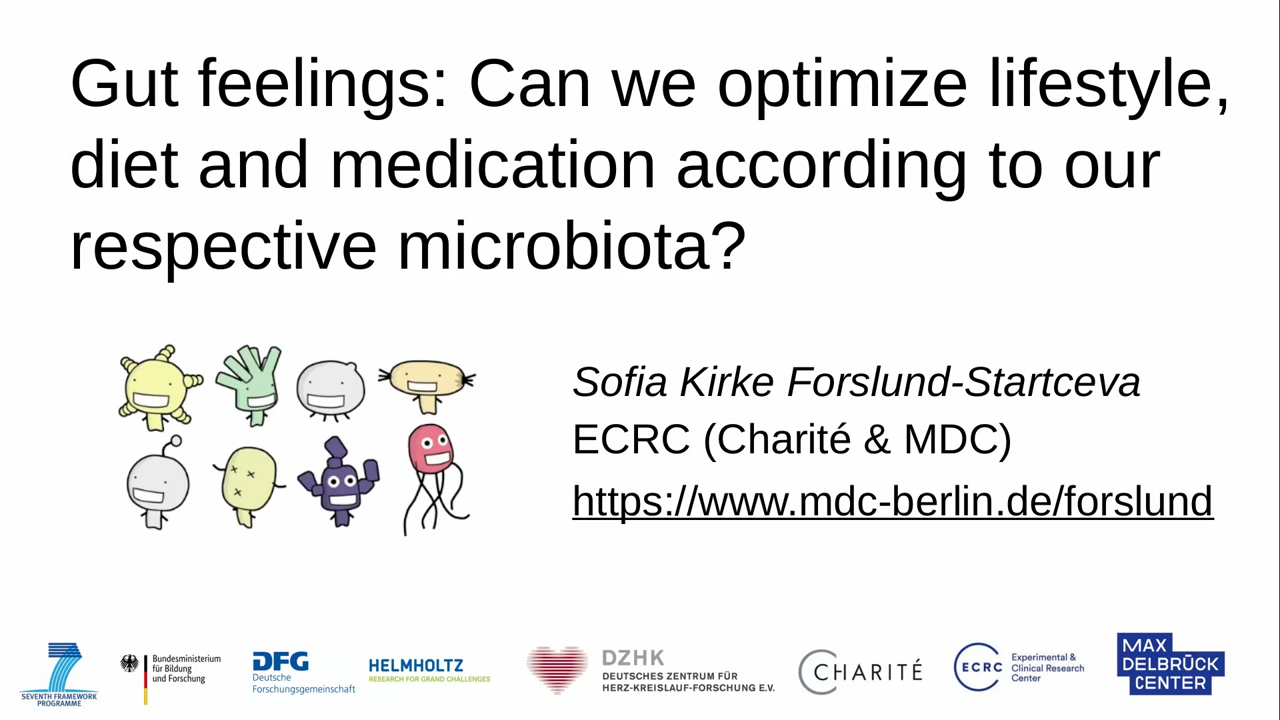 Gut feelings: Can we optimize lifestyle,
diet and medication according to our
respective microbiota?
Sofia Kirke Forslund-Startceva
ECRC (Charité & MDC)
https://www.mdc-berlin.de/forslund
7
SEVENTH FRAMEWORK
PROGRAMME
Bundesministerium
für Bildung
und Forschung
DFG
Deutsche
Forschungsgemeinschaft
HELMHOLTZ
RESEARCH FOR GRAND CHALLENGES
DZHK
DEUTSCHES ZENTRUM FÜR
HERZ-KREISLAUF-FORSCHUNG E.V.
CHARITÉ
ECRC
Experimental &
Clinical Research
Center
MAX
DELBRÜCK
CENTER